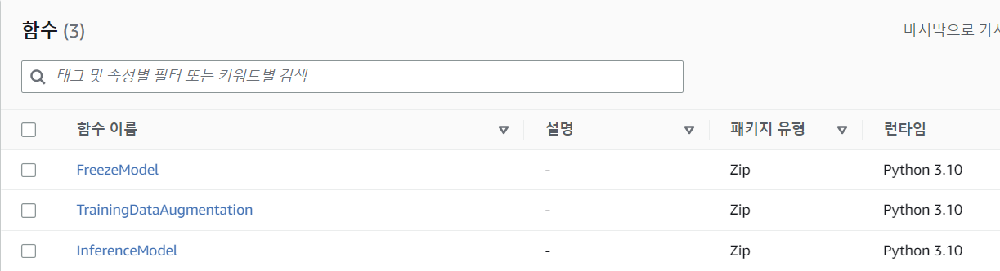 함수 (3)
마지막으로 가
태그 및 속성별 필터 또는 키워드별 검색
함수 이름 설명 패키지 유형 런타임
FreezeModel - Zip Python 3.10
TrainingDataAugmentation - Zip Python 3.10
InferenceModel - Zip Python 3.10